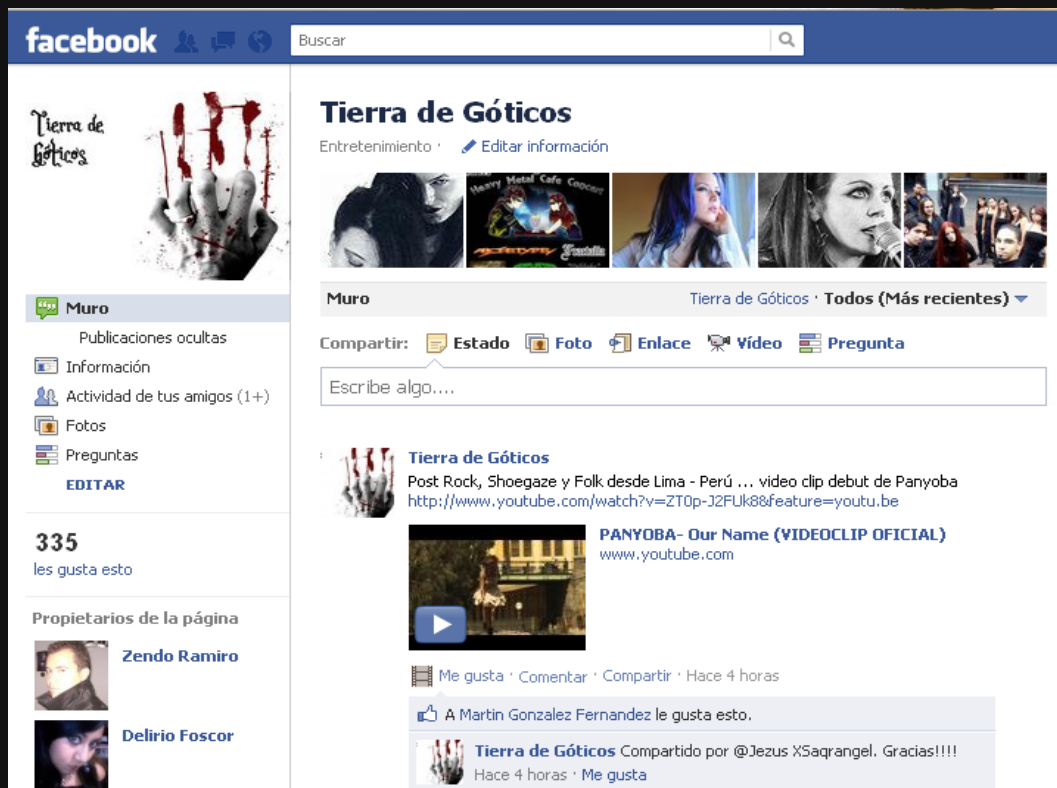 facebook
Buscar
Tierra de
Góticos
Tierra de Góticos
Entretenimiento · Editar información
Heavy Metal Cafe Concert
Muro
Tierra de Góticos · Todos (Más recientes)
Compartir: Estado Foto Enlace Vídeo Pregunta
Escribe algo....
Muro
Publicaciones ocultas
Información
Actividad de tus amigos (1+)
Fotos
Preguntas
EDITAR
335
les gusta esto
Propietarios de la página
Zendo Ramiro
Delirio Foscor
Tierra de Góticos
Post Rock, Shoegaze y Folk desde Lima - Perú ... video clip debut de Panyoba
http://www.youtube.com/watch?v=ZT0p-J2FUk8&feature=youtu.be
PANYOBA- Our Name (VIDEOCLIP OFICIAL)
www.youtube.com
Me gusta · Comentar · Compartir · Hace 4 horas
A Martin Gonzalez Fernandez le gusta esto.
Tierra de Góticos Compartido por @Jezus XSaqrangel. Gracias!!!!
Hace 4 horas · Me gusta